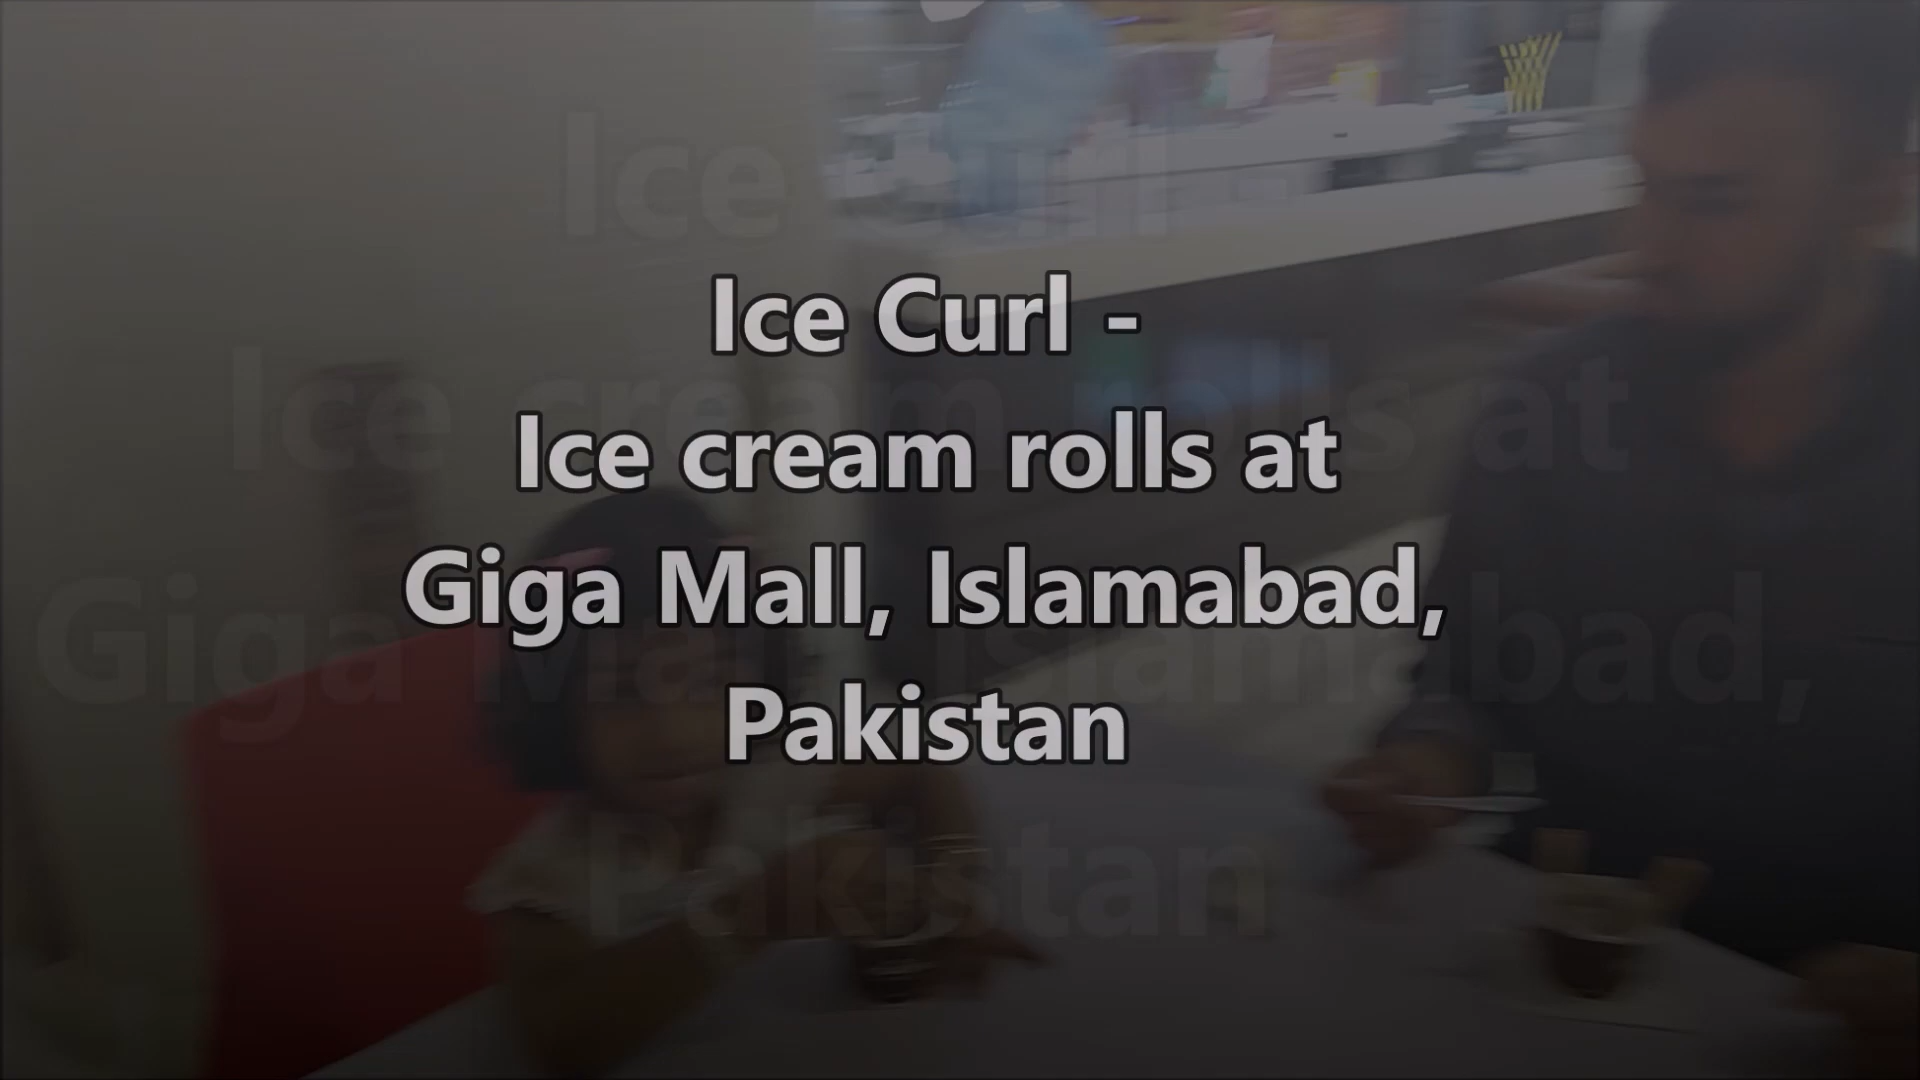 Ice Curl -
Ice cream rolls at
Giga Mall, Islamabad,
Pakistan